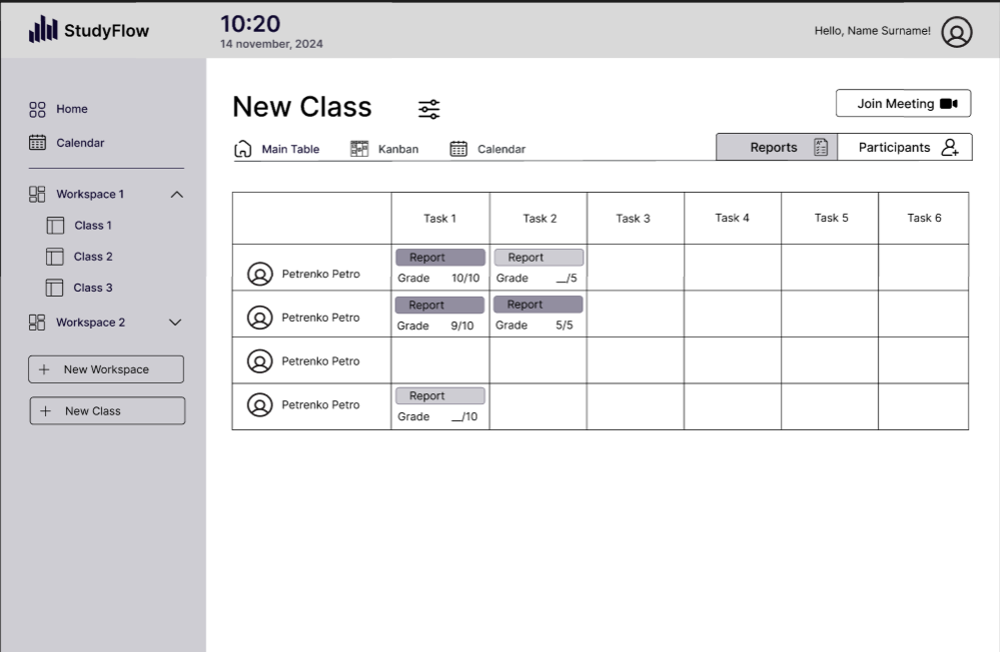 StudyFlow
10:20
14 november, 2024
Hello, Name Surname!
Home
Calendar
Workspace 1
Class 1
Class 2
Class 3
Workspace 2
+ New Workspace
+ New Class
New Class
Join Meeting
Main Table Kanban Calendar
Reports Participants
Task 1 Task 2 Task 3 Task 4 Task 5 Task 6
Report Report
Petrenko Petro Grade 10/10 Grade __/5
Report Report
Petrenko Petro Grade 9/10 Grade 5/5
Petrenko Petro
Report
Petrenko Petro Grade __/10